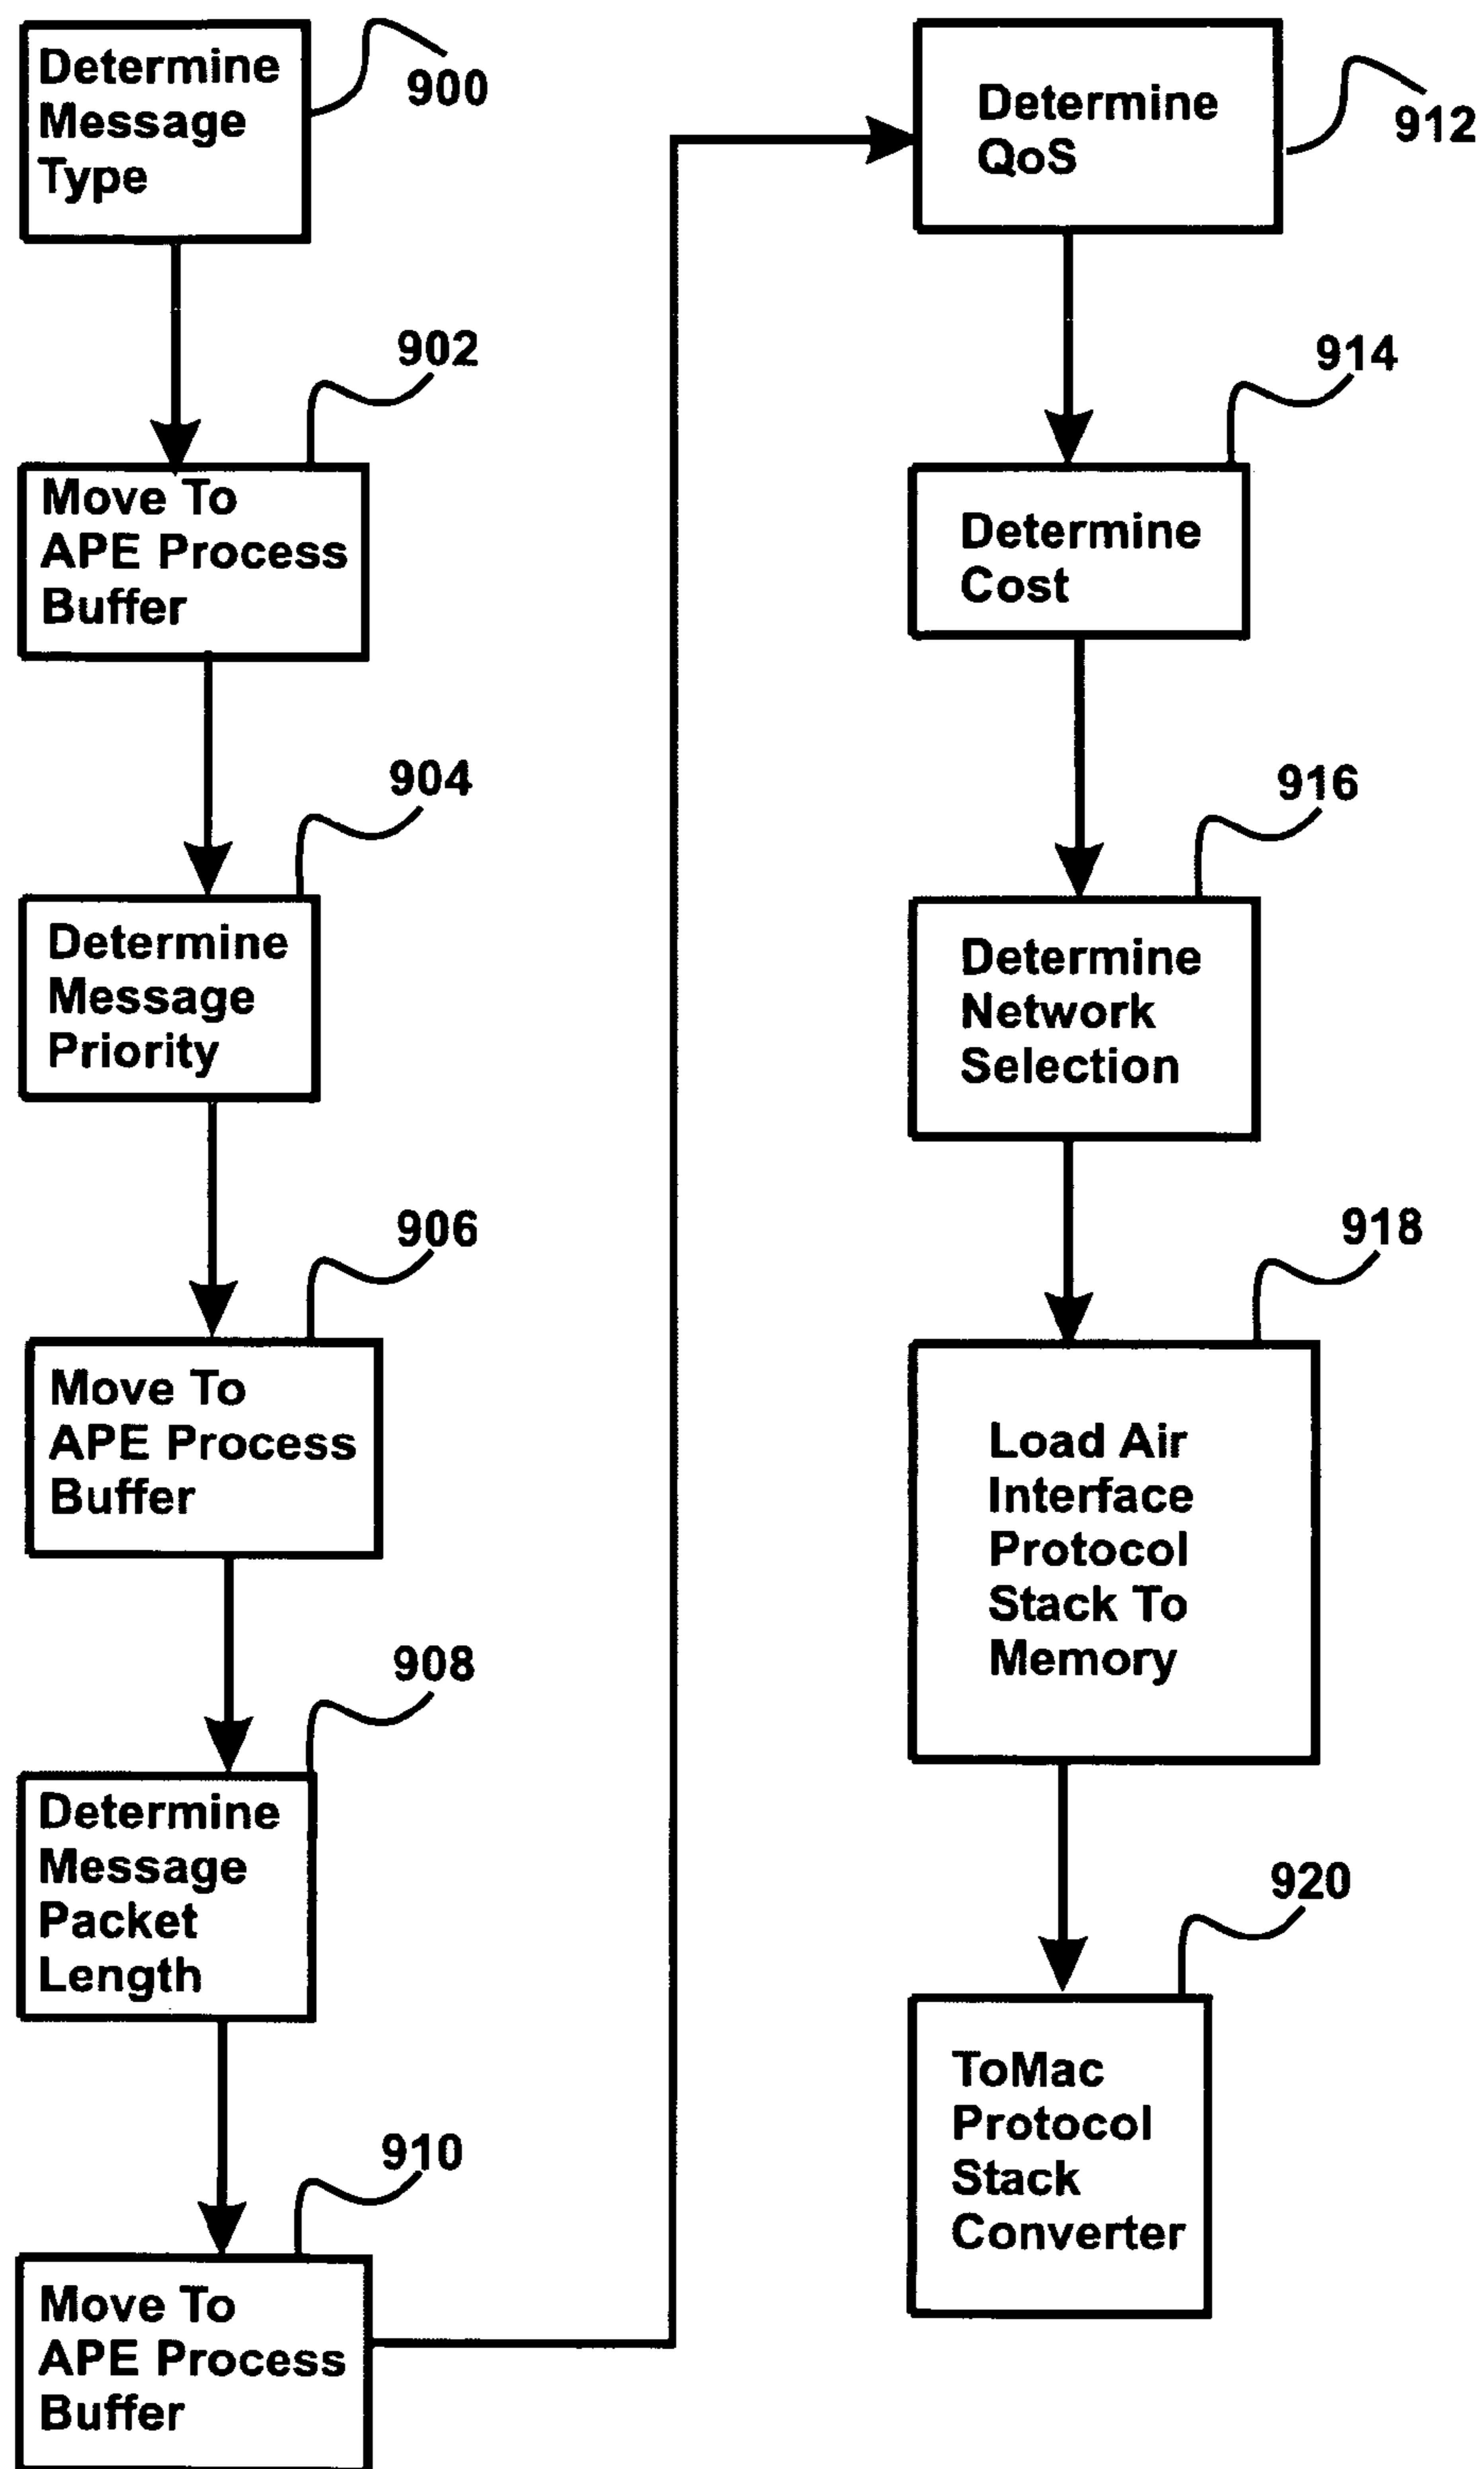 Determine
Message
Type
900
902
Move To
APE Process
Buffer
904
Determine
Message
Priority
906
Move To
APE Process
Buffer
908
Determine
Message
Packet
Length
910
Move To
APE Process
Buffer
Determine
QoS
912
914
Determine
Cost
916
Determine
Network
Selection
918
Load Air
Interface
Protocol
Stack To
Memory
920
ToMac
Protocol
Stack
Converter